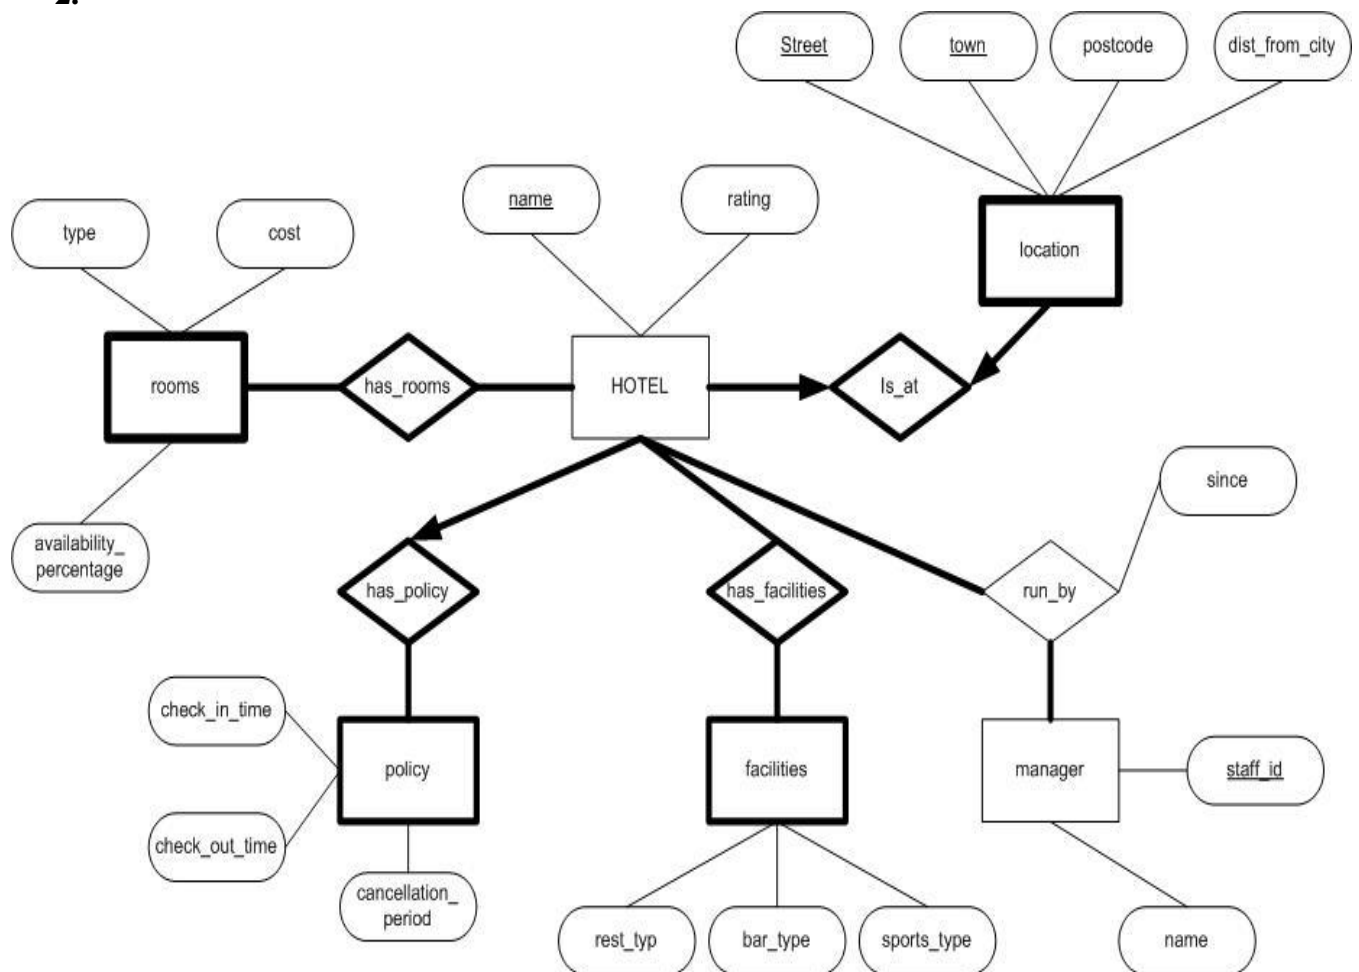 2.
Street
town
postcode
dist_from_city
name
rating
type
cost
location
rooms
has_rooms
HOTEL
Is_at
since
availability_
percentage
has_policy
has_facilities
run_by
check_in_time
policy
facilities
manager
staff_id
check_out_time
cancellation_
period
rest_typ
bar_type
sports_type
name